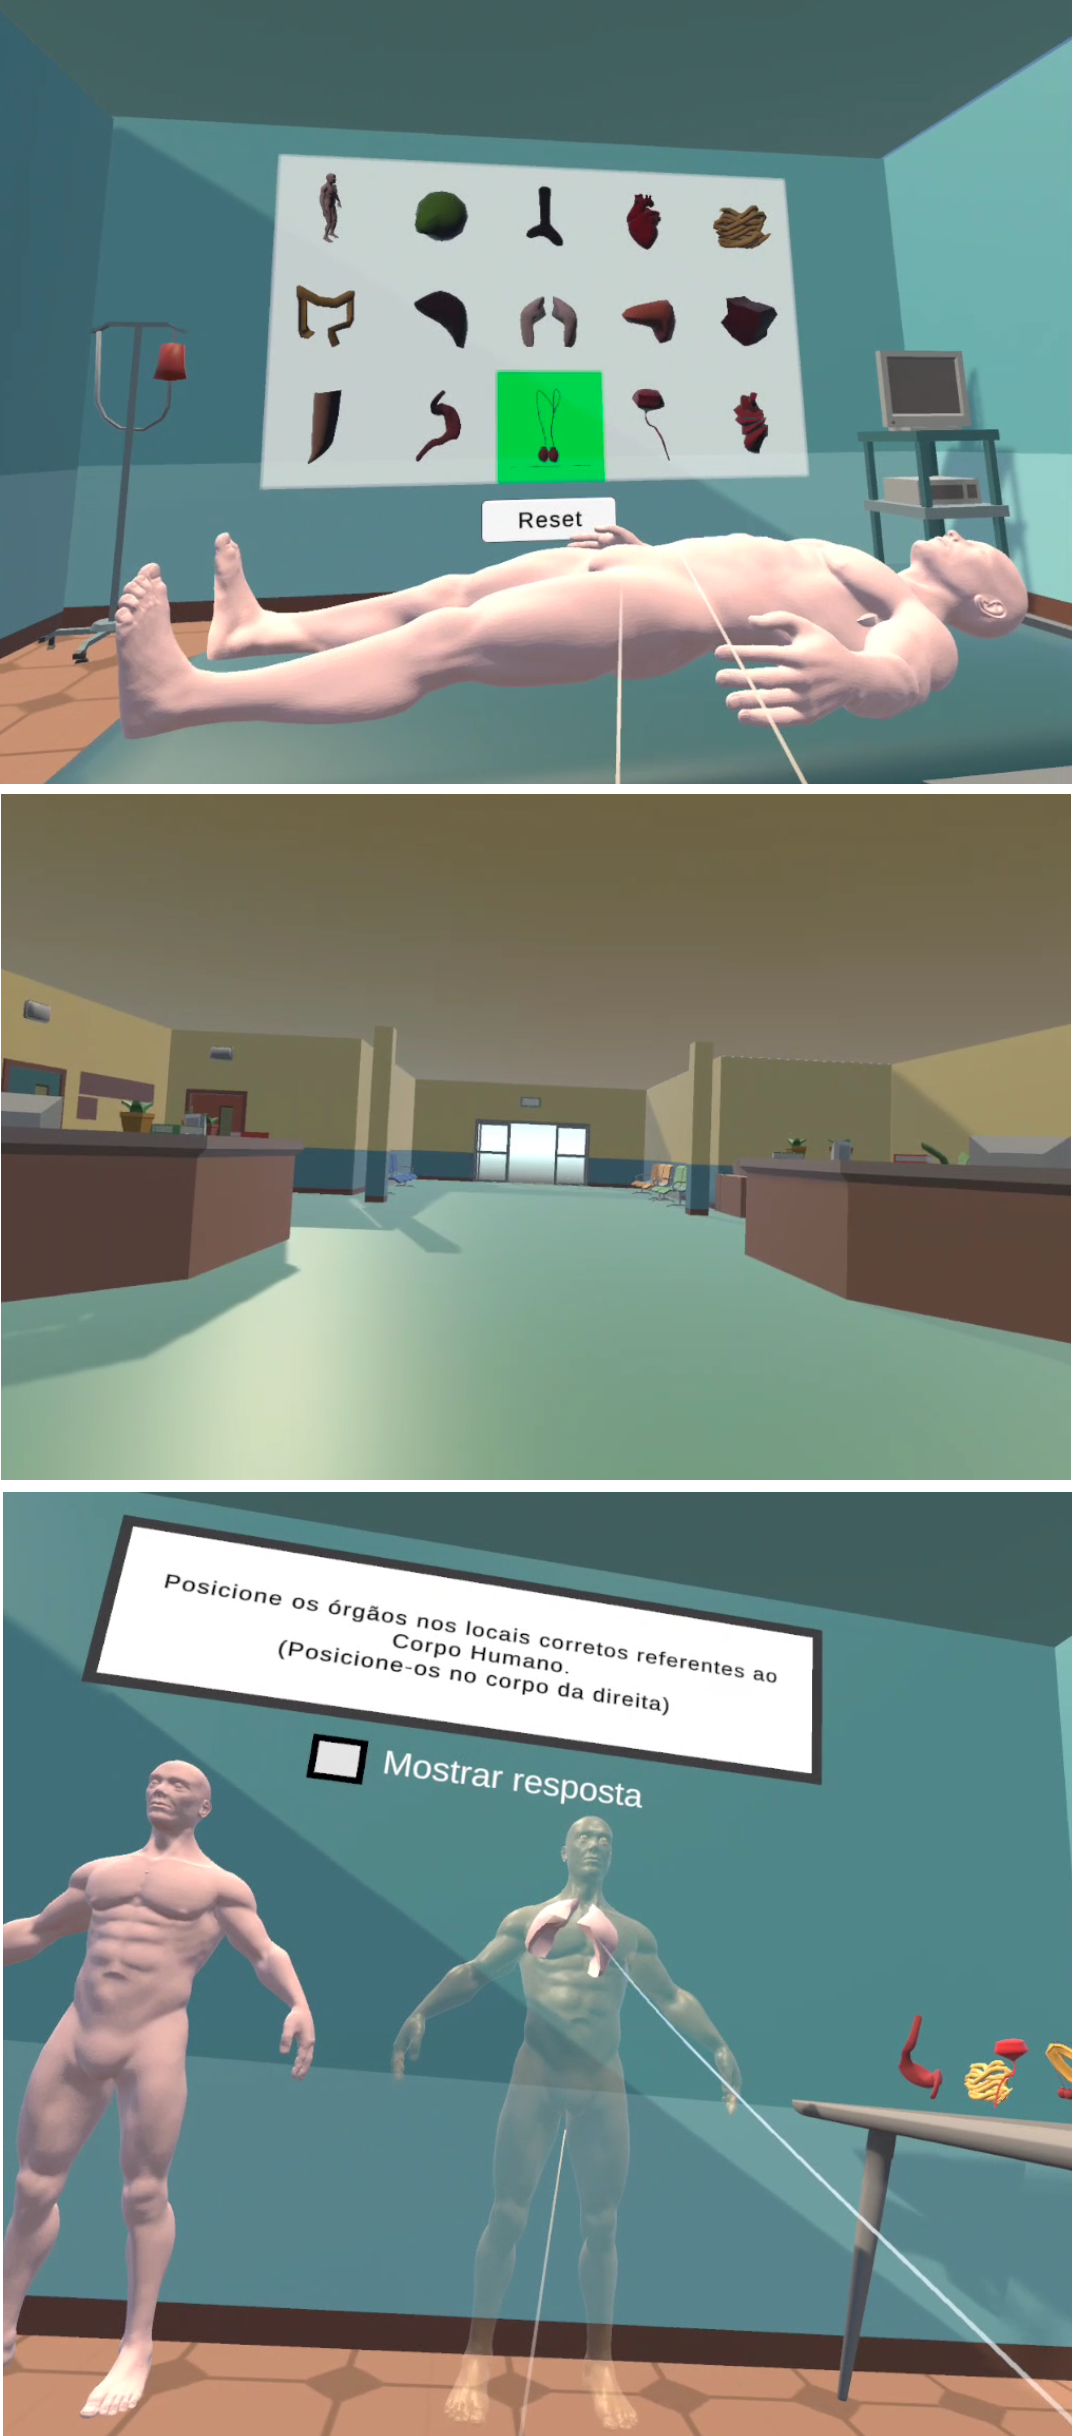 Reset
Posicione os órgãos nos locais corretos referentes ao
Corpo Humano.
(Posicione-os no corpo da direita)
Mostrar resposta